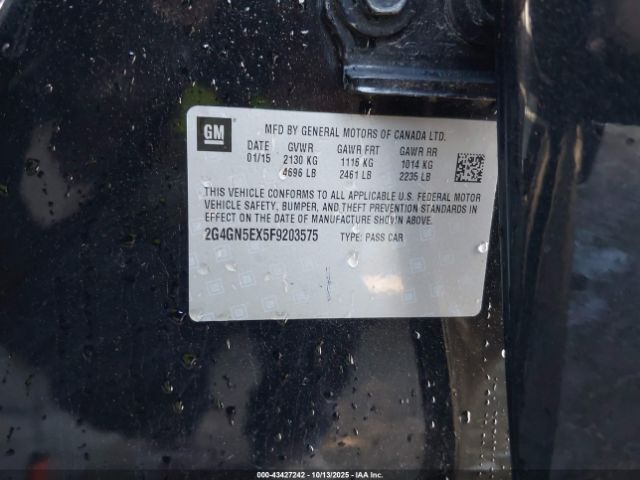 GM
MFD BY GENERAL MOTORS OF CANADA LTD.
DATE GVWR GAWR FRT GAWR RR
01/15 2130 KG 1116 KG 1014 KG
4696 LB 2461 LB 2235 LB
THIS VEHICLE CONFORMS TO ALL APPLICABLE U.S. FEDERAL MOTOR
VEHICLE SAFETY, BUMPER, AND THEFT PREVENTION STANDARDS
IN EFFECT ON THE DATE OF MANUFACTURE SHOWN ABOVE.
2G4GN5EX5F9203575 TYPE: PASS CAR
000-43427242 | 10/13/2025 | IAA Inc.